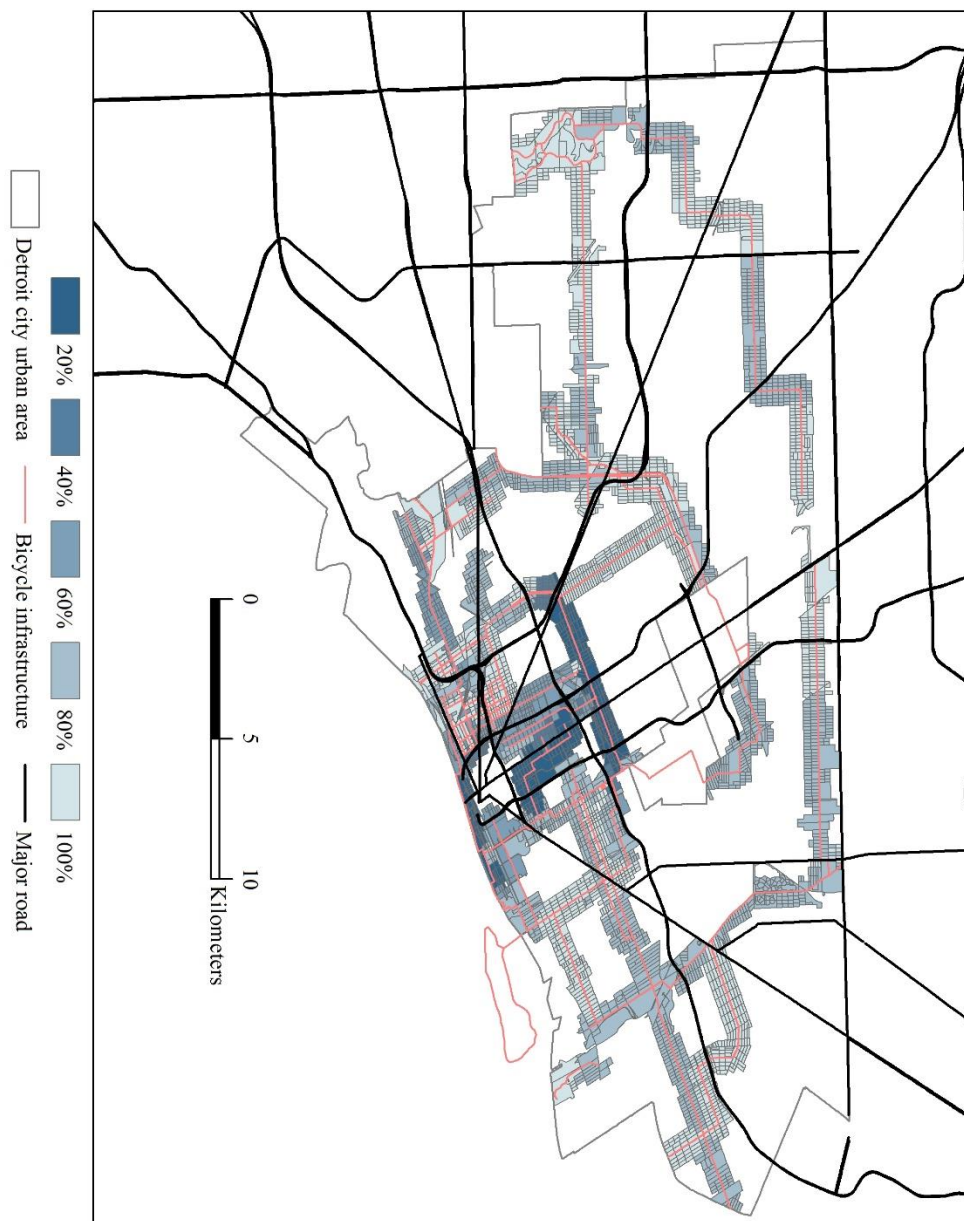 0 5 10
Kilometers
20% 40% 60% 80% 100%
Detroit city urban area Bicycle infrastructure Major road